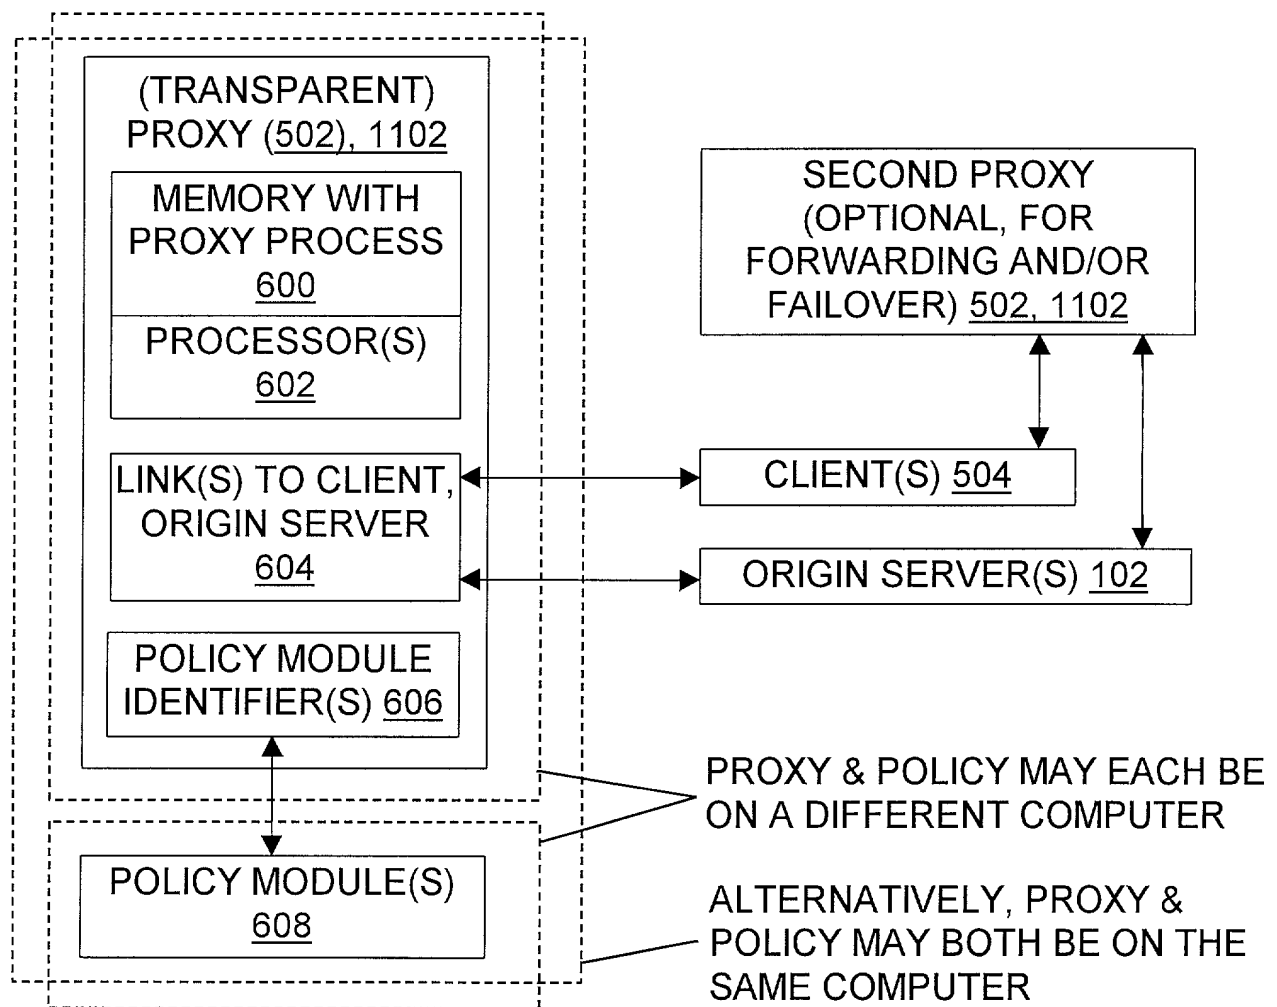 (TRANSPARENT)
PROXY (502), 1102
MEMORY WITH
PROXY PROCESS
600
PROCESSOR(S)
602
LINK(S) TO CLIENT,
ORIGIN SERVER
604
POLICY MODULE
IDENTIFIER(S) 606
POLICY MODULE(S)
608
SECOND PROXY
(OPTIONAL, FOR
FORWARDING AND/OR
FAILOVER) 502, 1102
CLIENT(S) 504
ORIGIN SERVER(S) 102
PROXY & POLICY MAY EACH BE
ON A DIFFERENT COMPUTER
ALTERNATIVELY, PROXY &
POLICY MAY BOTH BE ON THE
SAME COMPUTER